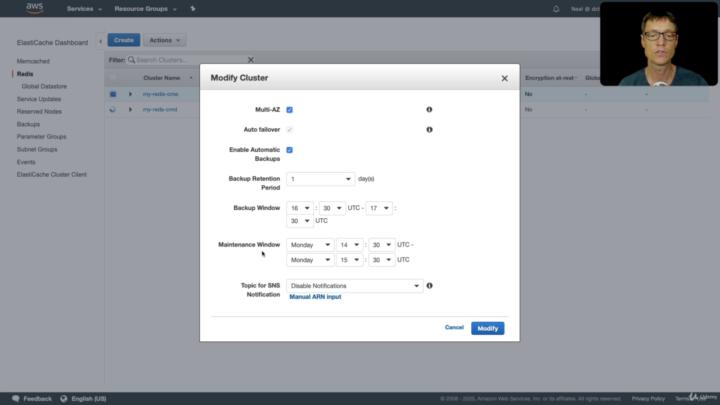 aws Services Resource Groups Neal @ dct
ElastiCache Dashboard
Create Actions
Memcached
Filter: Search Clusters...
Redis
Cluster Name Encryption at-rest Global
Global Datastore
my-redis-cme No - -
Service Updates
my-redis-cmd No - -
Reserved Nodes
Backups
Parameter Groups
Subnet Groups
Events
ElastiCache Cluster Client
Modify Cluster
Multi-AZ
Auto failover
Enable Automatic
Backups
Backup Retention 1 day(s)
Period
Backup Window 16 : 30 UTC - 17 :
30 UTC
Maintenance Window Monday 14 : 30 UTC -
Monday 15 : 30 UTC
Topic for SNS Disable Notifications
Notification Manual ARN input
Cancel Modify
Feedback English (US) © 2008 - 2020, Amazon Web Services, Inc. or its affiliates. All rights reserved. Privacy Policy Terms
Udemy